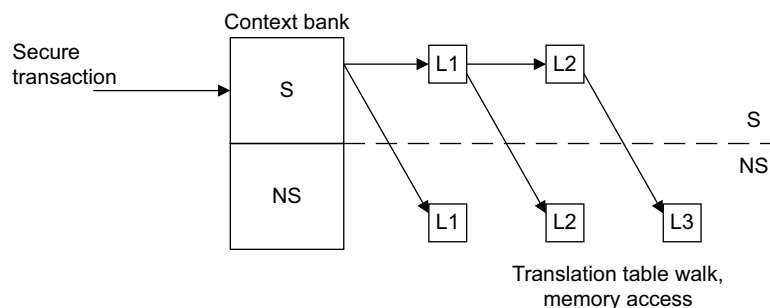 Context bank
Secure
transaction
S
L1
L2
S
NS
NS
L1
L2
L3
Translation table walk,
memory access